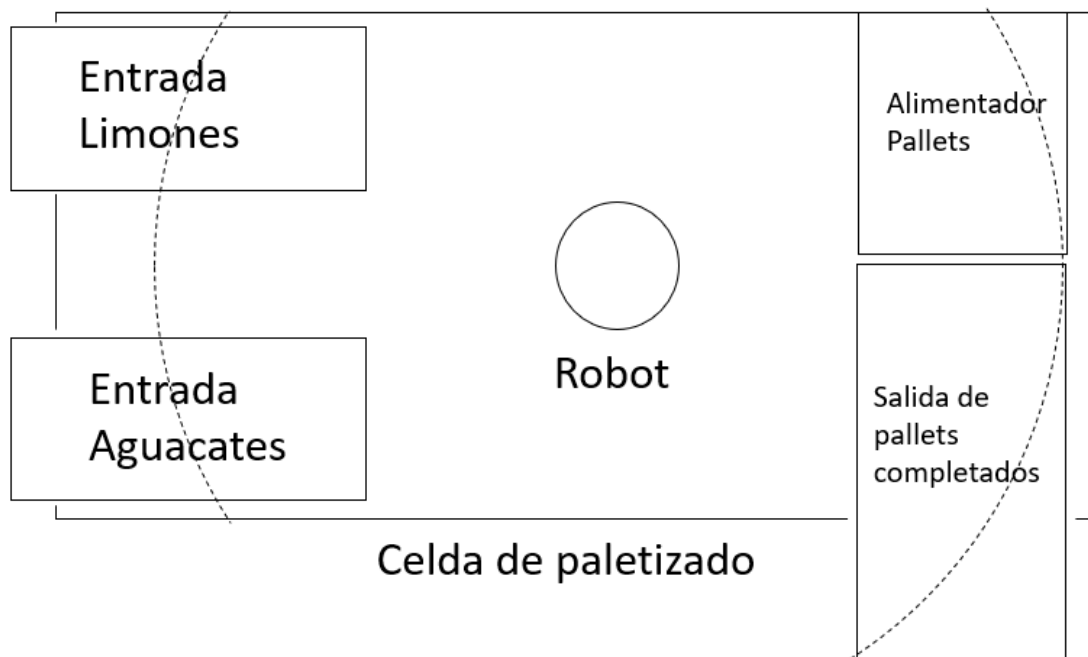 Entrada
Limones
Alimentador
Pallets
Robot
Entrada
Aguacates
Salida de
pallets
completados
Celda de paletizado